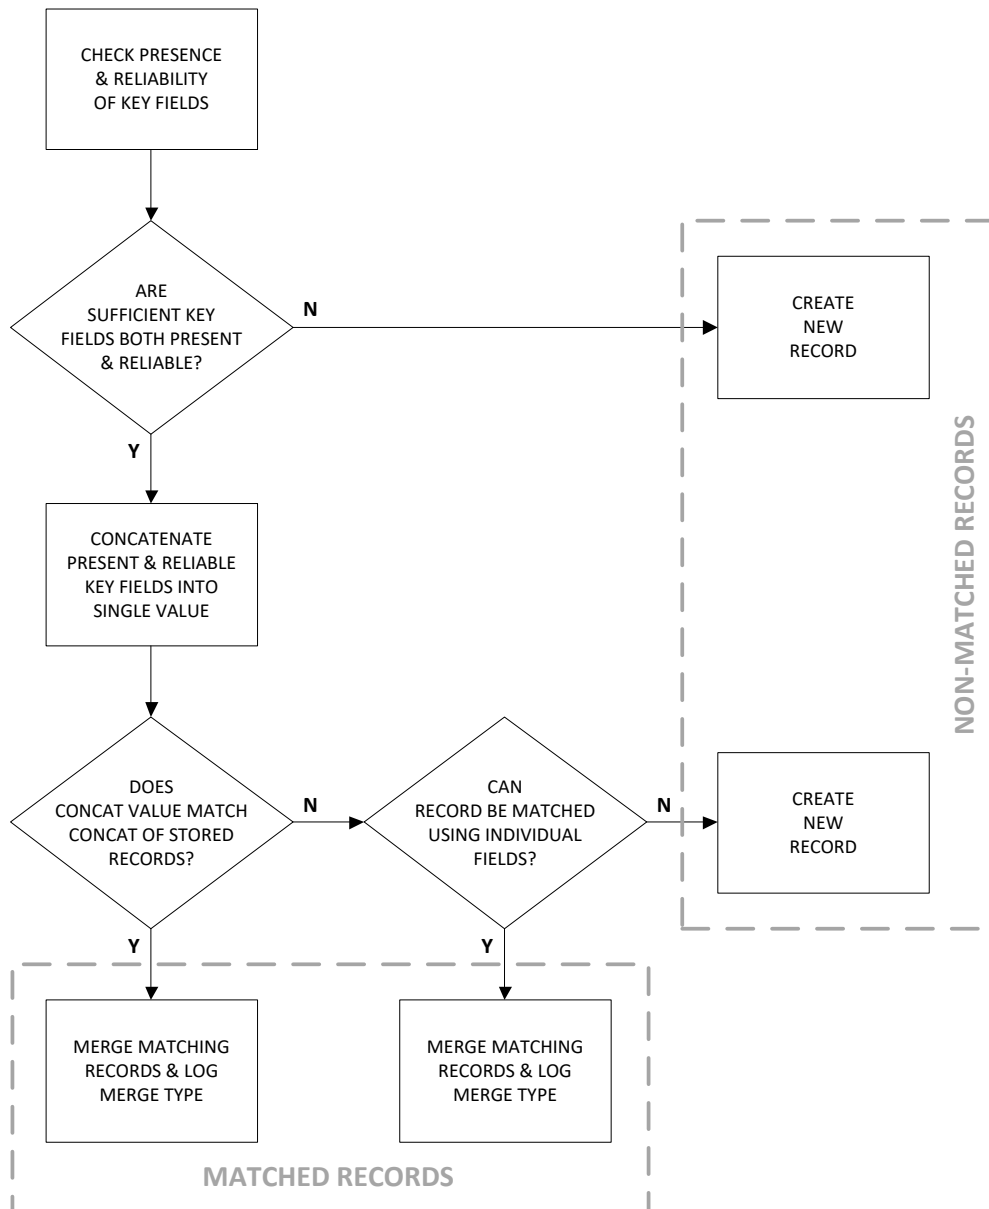 CHECK PRESENCE
& RELIABILITY
OF KEY FIELDS
ARE
SUFFICIENT KEY
FIELDS BOTH PRESENT
& RELIABLE?
N
CREATE
NEW
RECORD
Y
CONCATENATE
PRESENT & RELIABLE
KEY FIELDS INTO
SINGLE VALUE
NON-MATCHED RECORDS
DOES
CONCAT VALUE MATCH
CONCAT OF STORED
RECORDS?
N
CAN
RECORD BE MATCHED
USING INDIVIDUAL
FIELDS?
N
CREATE
NEW
RECORD
Y
Y
MERGE MATCHING
RECORDS & LOG
MERGE TYPE
MERGE MATCHING
RECORDS & LOG
MERGE TYPE
MATCHED RECORDS